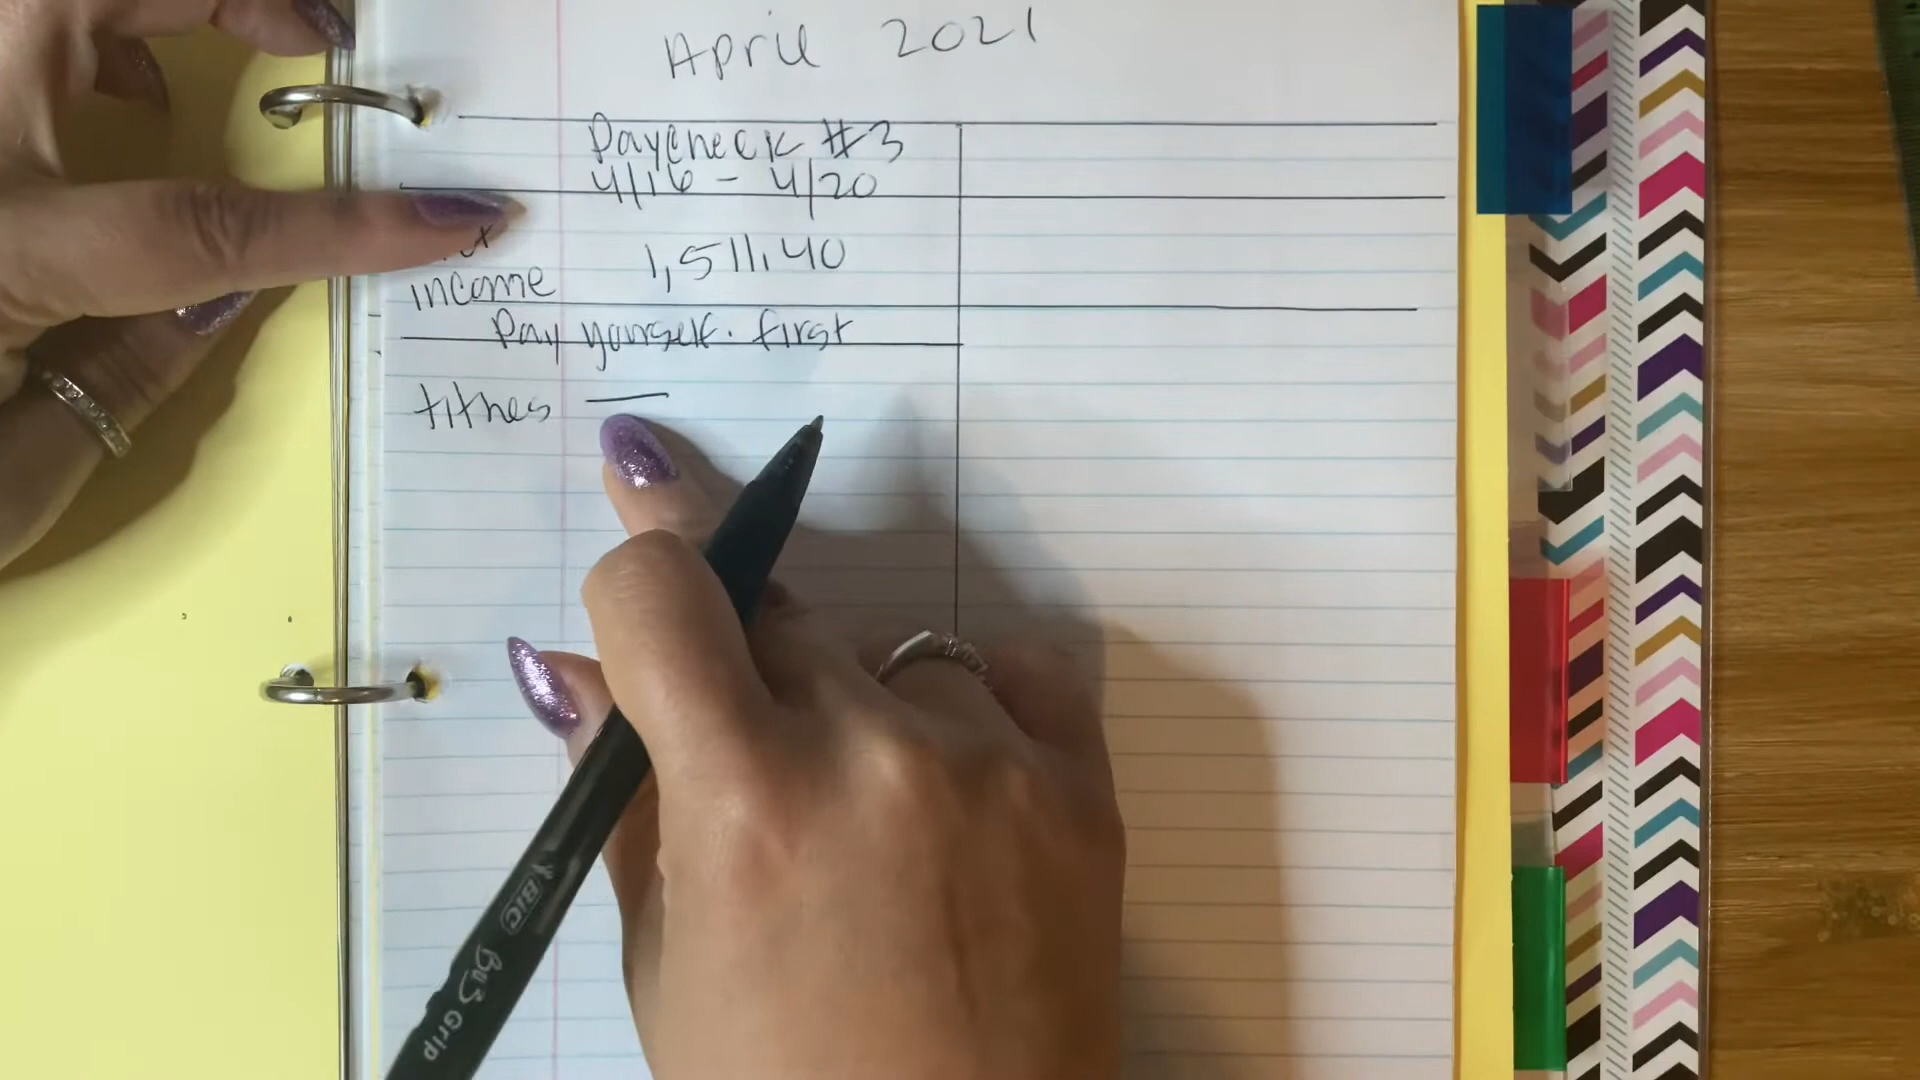 April 2021
Paycheck #3
4/16 - 4/20
income 1,511.40
Pay yourself. first
tithes —
BIC BU3 Grip